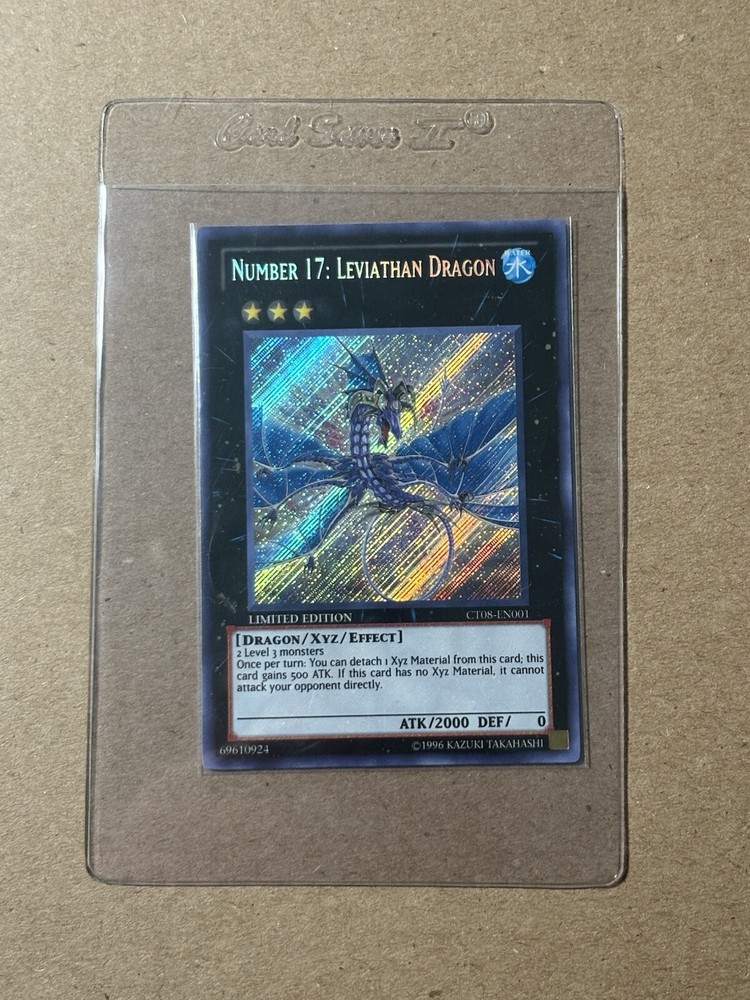 Card Saver II®
NUMBER 17: LEVIATHAN DRAGON
WATER
水
LIMITED EDITION CT08-EN001
[DRAGON/XYZ/EFFECT]
2 Level 3 monsters
Once per turn: You can detach 1 Xyz Material from this card; this
card gains 500 ATK. If this card has no Xyz Material, it cannot
attack your opponent directly.
ATK/2000 DEF/ 0
69610924 ©1996 KAZUKI TAKAHASHI